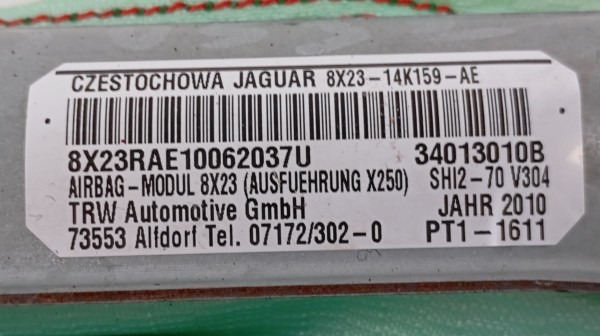 CZESTOCHOWA JAGUAR 8X23-14K159-AE
8X23RAE10062037U 34013010B
AIRBAG-MODUL 8X23 (AUSFUEHRUNG X250) SHI2-70 V304
TRW Automotive GmbH JAHR 2010
73553 Alfdorf Tel. 07172/302-0 PT1-1611